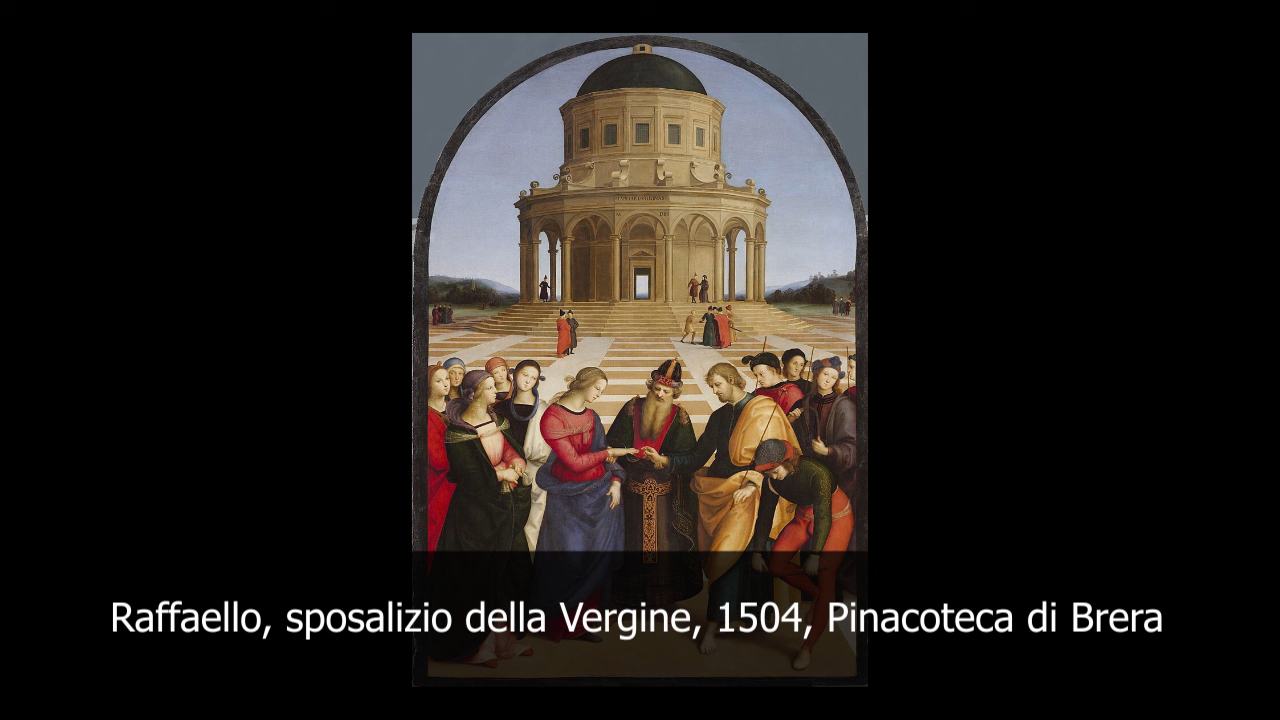 Raffaello, sposalizio della Vergine, 1504, Pinacoteca di Brera